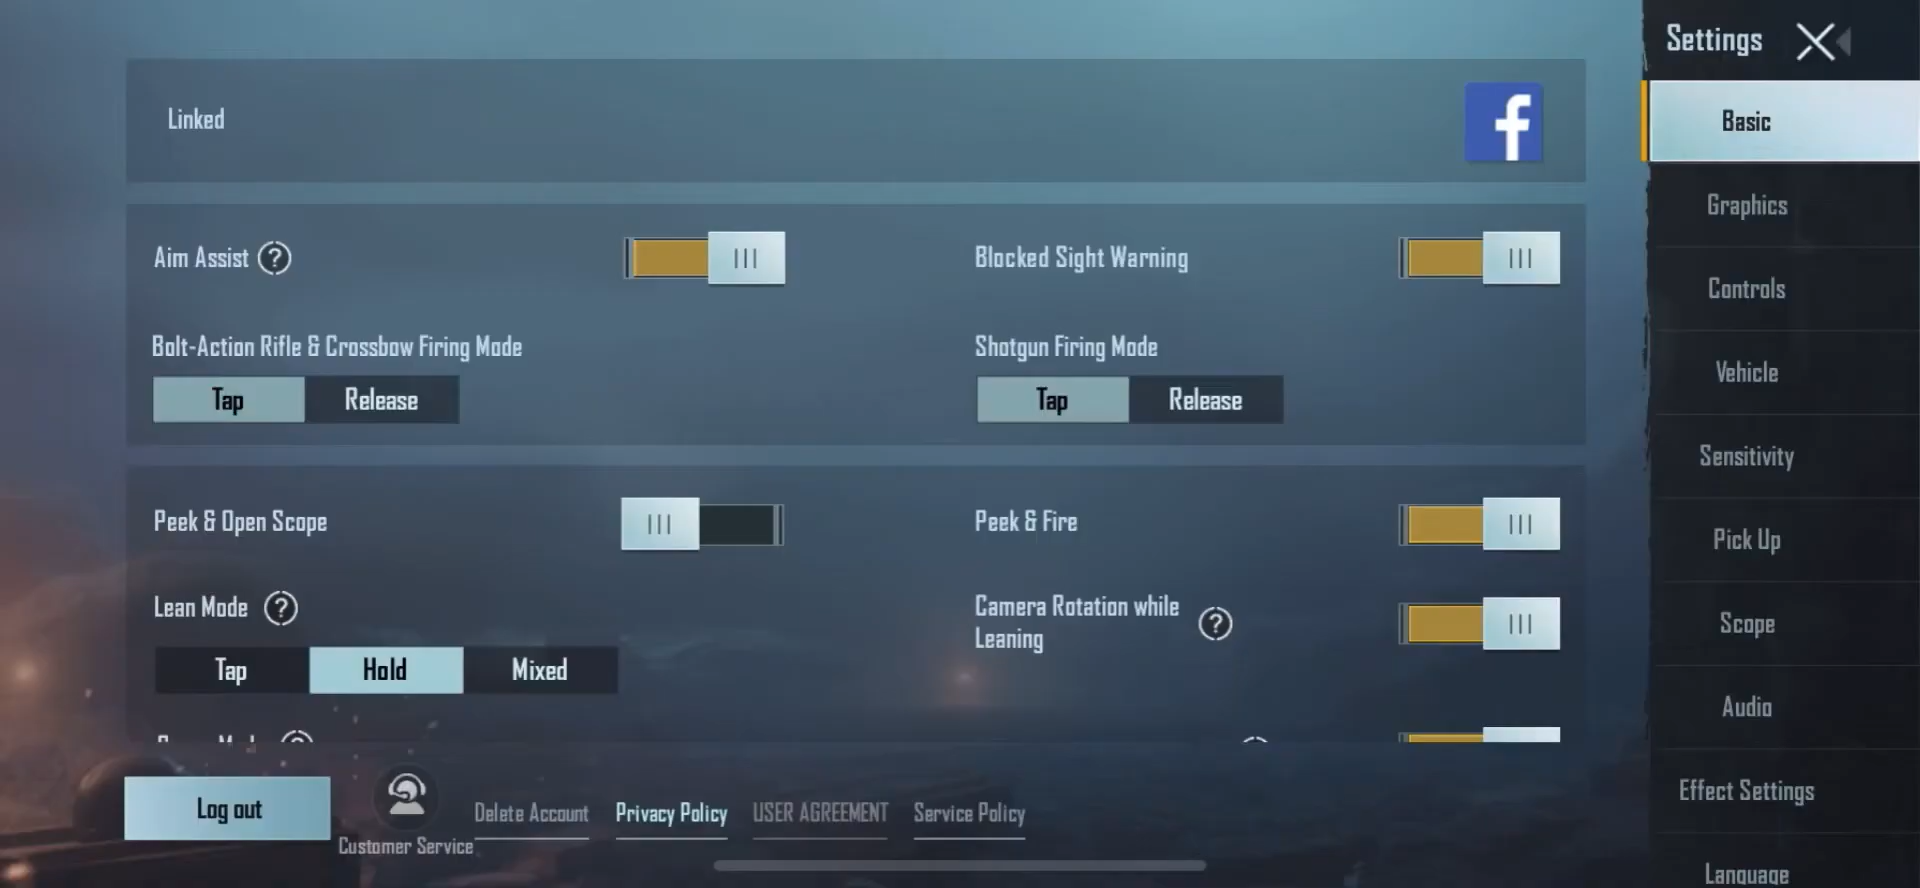 Settings
Linked
Basic
Graphics
Controls
Vehicle
Sensitivity
Pick Up
Scope
Audio
Effect Settings
Language
Aim Assist ?
Blocked Sight Warning
Bolt-Action Rifle & Crossbow Firing Mode
Tap Release
Shotgun Firing Mode
Tap Release
Peek & Open Scope
Peek & Fire
Lean Mode ?
Tap Hold Mixed
Camera Rotation while
Leaning ?
Log out
Customer Service
Delete Account
Privacy Policy
USER AGREEMENT
Service Policy